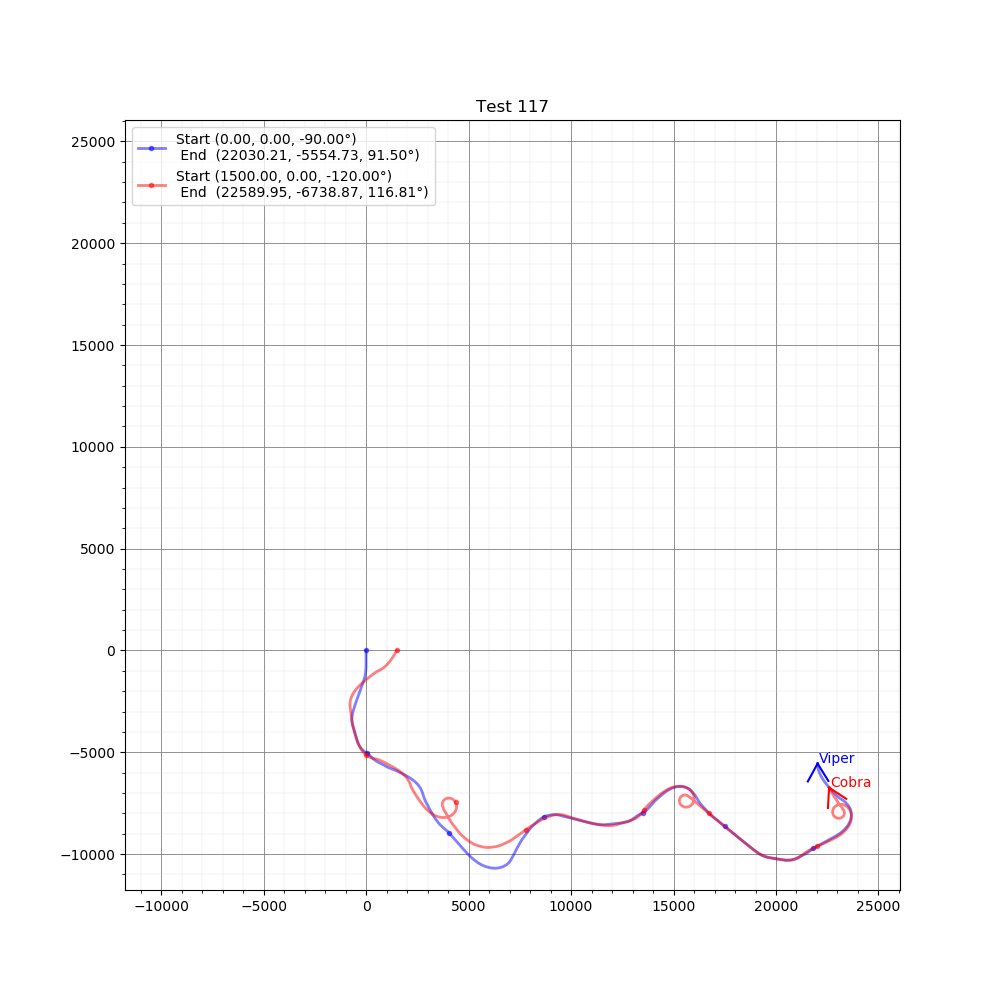 Test 117
Start (0.00, 0.00, -90.00°)
End  (22030.21, -5554.73, 91.50°)
Start (1500.00, 0.00, -120.00°)
End  (22589.95, -6738.87, 116.81°)
25000
20000
15000
10000
5000
0
−5000
−10000
Viper
Cobra
−10000 −5000 0 5000 10000 15000 20000 25000